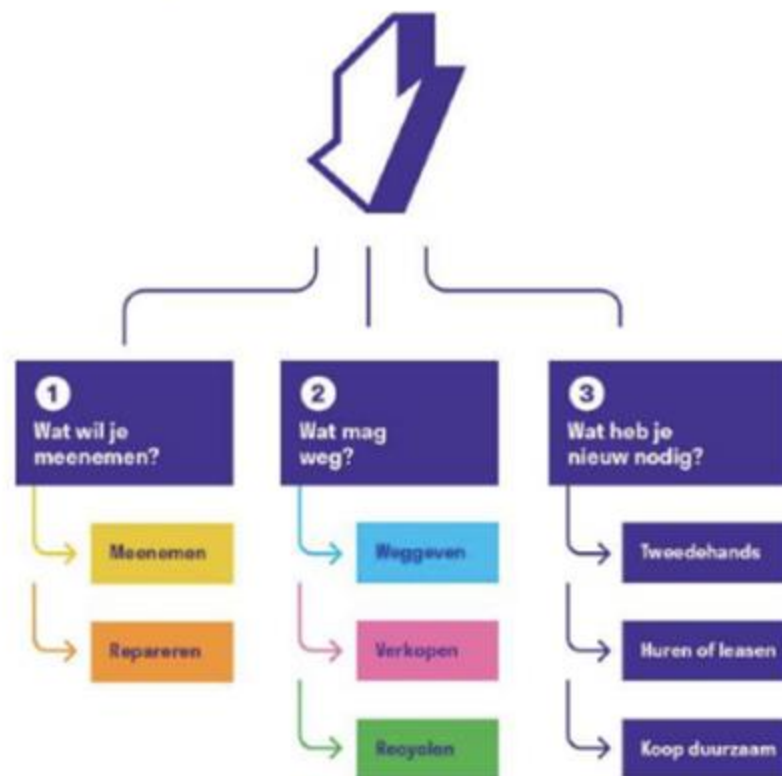 1
Wat wil je
meenemen?
Meenemen
Repareren
2
Wat mag
weg?
Weggeven
Verkopen
Recyclen
3
Wat heb je
nieuw nodig?
Tweedehands
Huren of leasen
Koop duurzaam